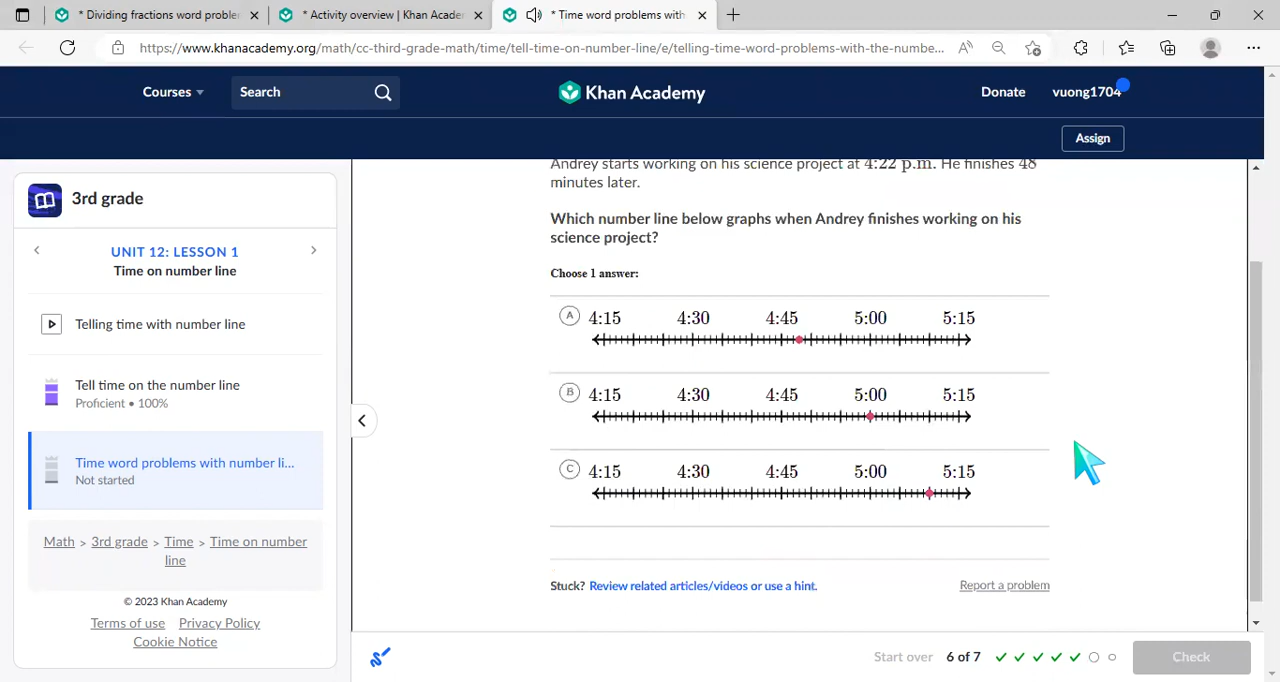 * Dividing fractions word proble
* Activity overview | Khan Acade
* Time word problems with
https://www.khanacademy.org/math/cc-third-grade-math/time/tell-time-on-number-line/e/telling-time-word-problems-with-the-numbe...
Courses
Search
Khan Academy
Donate
vuong1704
Assign
3rd grade
UNIT 12: LESSON 1
Time on number line
Telling time with number line
Tell time on the number line
Proficient • 100%
Time word problems with number li...
Not started
Math > 3rd grade > Time > Time on number
line
© 2023 Khan Academy
Terms of use Privacy Policy
Cookie Notice
Andrey starts working on his science project at 4:22 p.m. He finishes 48
minutes later.
Which number line below graphs when Andrey finishes working on his
science project?
Choose 1 answer:
A 4:15 4:30 4:45 5:00 5:15
B 4:15 4:30 4:45 5:00 5:15
C 4:15 4:30 4:45 5:00 5:15
Stuck? Review related articles/videos or use a hint.
Report a problem
Start over 6 of 7
Check